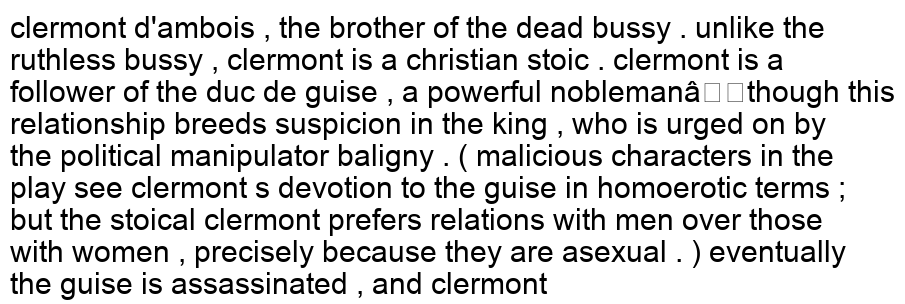 clermont d'ambois , the brother of the dead bussy . unlike the
ruthless bussy , clermont is a christian stoic . clermont is a
follower of the duc de guise , a powerful noblemanâ□□though this
relationship breeds suspicion in the king , who is urged on by
the political manipulator baligny . ( malicious characters in the
play see clermont s devotion to the guise in homoerotic terms ;
but the stoical clermont prefers relations with men over those
with women , precisely because they are asexual . ) eventually
the guise is assassinated , and clermont